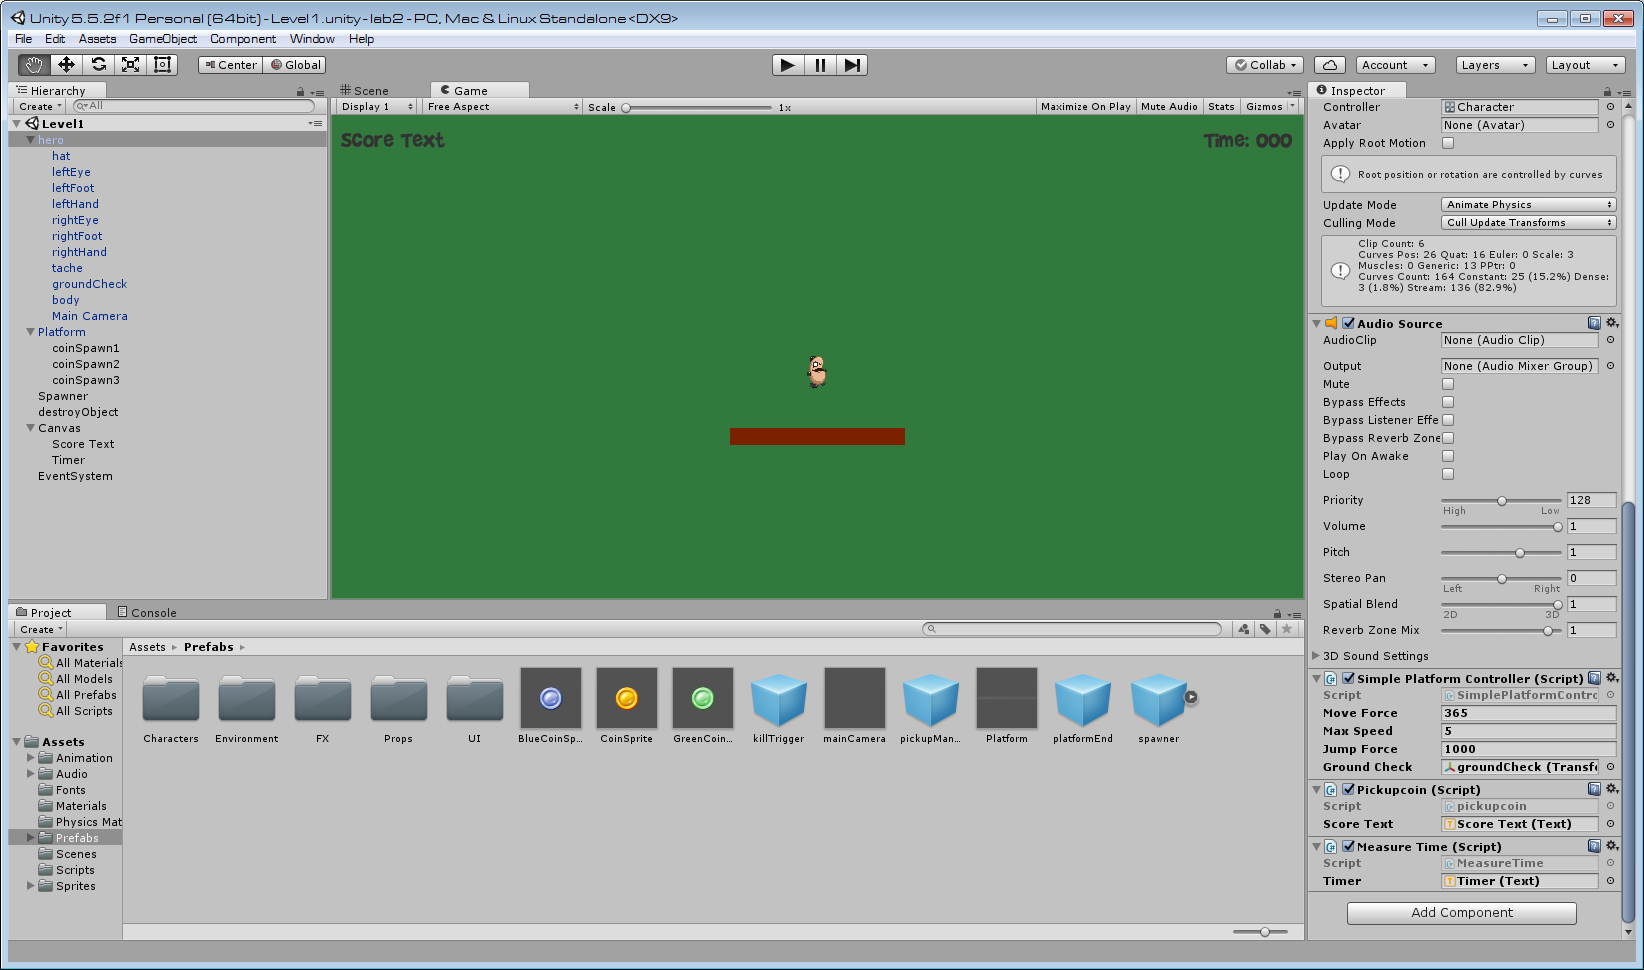 Unity 5.5.2f1 Personal (64bit) - Level1.unity - lab2 - PC, Mac & Linux Standalone <DX9>
File Edit Assets GameObject Component Window Help
Center Global
Collab Account Layers Layout
Hierarchy
Create All
Level1
hero
hat
leftEye
leftFoot
leftHand
rightEye
rightFoot
rightHand
tache
groundCheck
body
Main Camera
Platform
coinSpawn1
coinSpawn2
coinSpawn3
Spawner
destroyObject
Canvas
Score Text
Timer
EventSystem
Scene Game
Display 1 Free Aspect Scale 1x Maximize On Play Mute Audio Stats Gizmos
Score Text Time: 000
Project Console
Create
Favorites
All Materials
All Models
All Prefabs
All Scripts
Assets
Animation
Audio
Fonts
Materials
Physics Mat
Prefabs
Scenes
Scripts
Sprites
Assets Prefabs
Characters Environment FX Props UI BlueCoinSp... CoinSprite GreenCoin... killTrigger mainCamera pickupMan... Platform platformEnd spawner
Inspector
Controller Character
Avatar None (Avatar)
Apply Root Motion
Root position or rotation are controlled by curves
Update Mode Animate Physics
Culling Mode Cull Update Transforms
Clip Count: 6
Curves Pos: 26 Quat: 16 Euler: 0 Scale: 3
Muscles: 0 Generic: 13 PPtr: 0
Curves Count: 164 Constant: 25 (15.2%) Dense:
3 (1.8%) Stream: 136 (82.9%)
Audio Source
AudioClip None (Audio Clip)
Output None (Audio Mixer Group)
Mute
Bypass Effects
Bypass Listener Effe
Bypass Reverb Zone
Play On Awake
Loop
Priority 128
High Low
Volume 1
Pitch 1
Stereo Pan 0
Left Right
Spatial Blend 1
2D 3D
Reverb Zone Mix 1
3D Sound Settings
Simple Platform Controller (Script)
Script SimplePlatformContro
Move Force 365
Max Speed 5
Jump Force 1000
Ground Check groundCheck (Transfo
Pickupcoin (Script)
Script pickupcoin
Score Text Score Text (Text)
Measure Time (Script)
Script MeasureTime
Timer Timer (Text)
Add Component